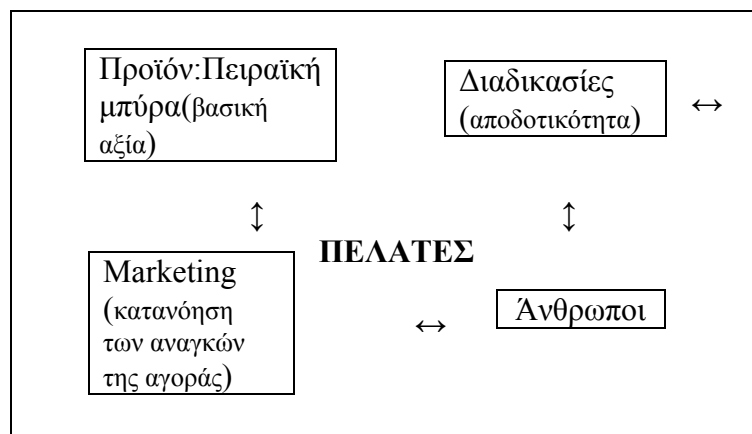 Προϊόν:Πειραϊκή
μπύρα(βασική
αξία)
Διαδικασίες
(αποδοτικότητα)
↔
↕
↕
ΠΕΛΑΤΕΣ
Marketing
(κατανόηση
των αναγκών
της αγοράς)
↔
Άνθρωποι